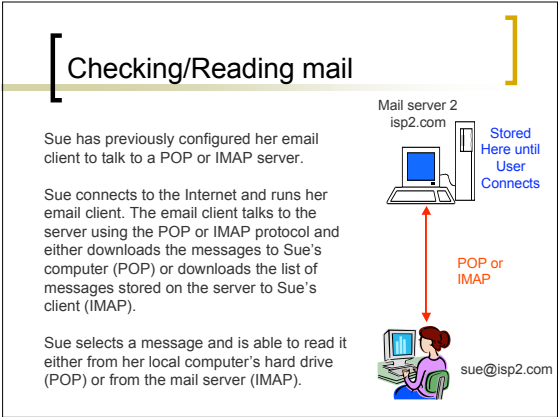 Checking/Reading mail
Sue has previously configured her email
client to talk to a POP or IMAP server.
Sue connects to the Internet and runs her
email client. The email client talks to the
server using the POP or IMAP protocol and
either downloads the messages to Sue's
computer (POP) or downloads the list of
messages stored on the server to Sue's
client (IMAP).
Sue selects a message and is able to read it
either from her local computer's hard drive
(POP) or from the mail server (IMAP).
Mail server 2
isp2.com
Stored
Here until
User
Connects
POP or
IMAP
sue@isp2.com